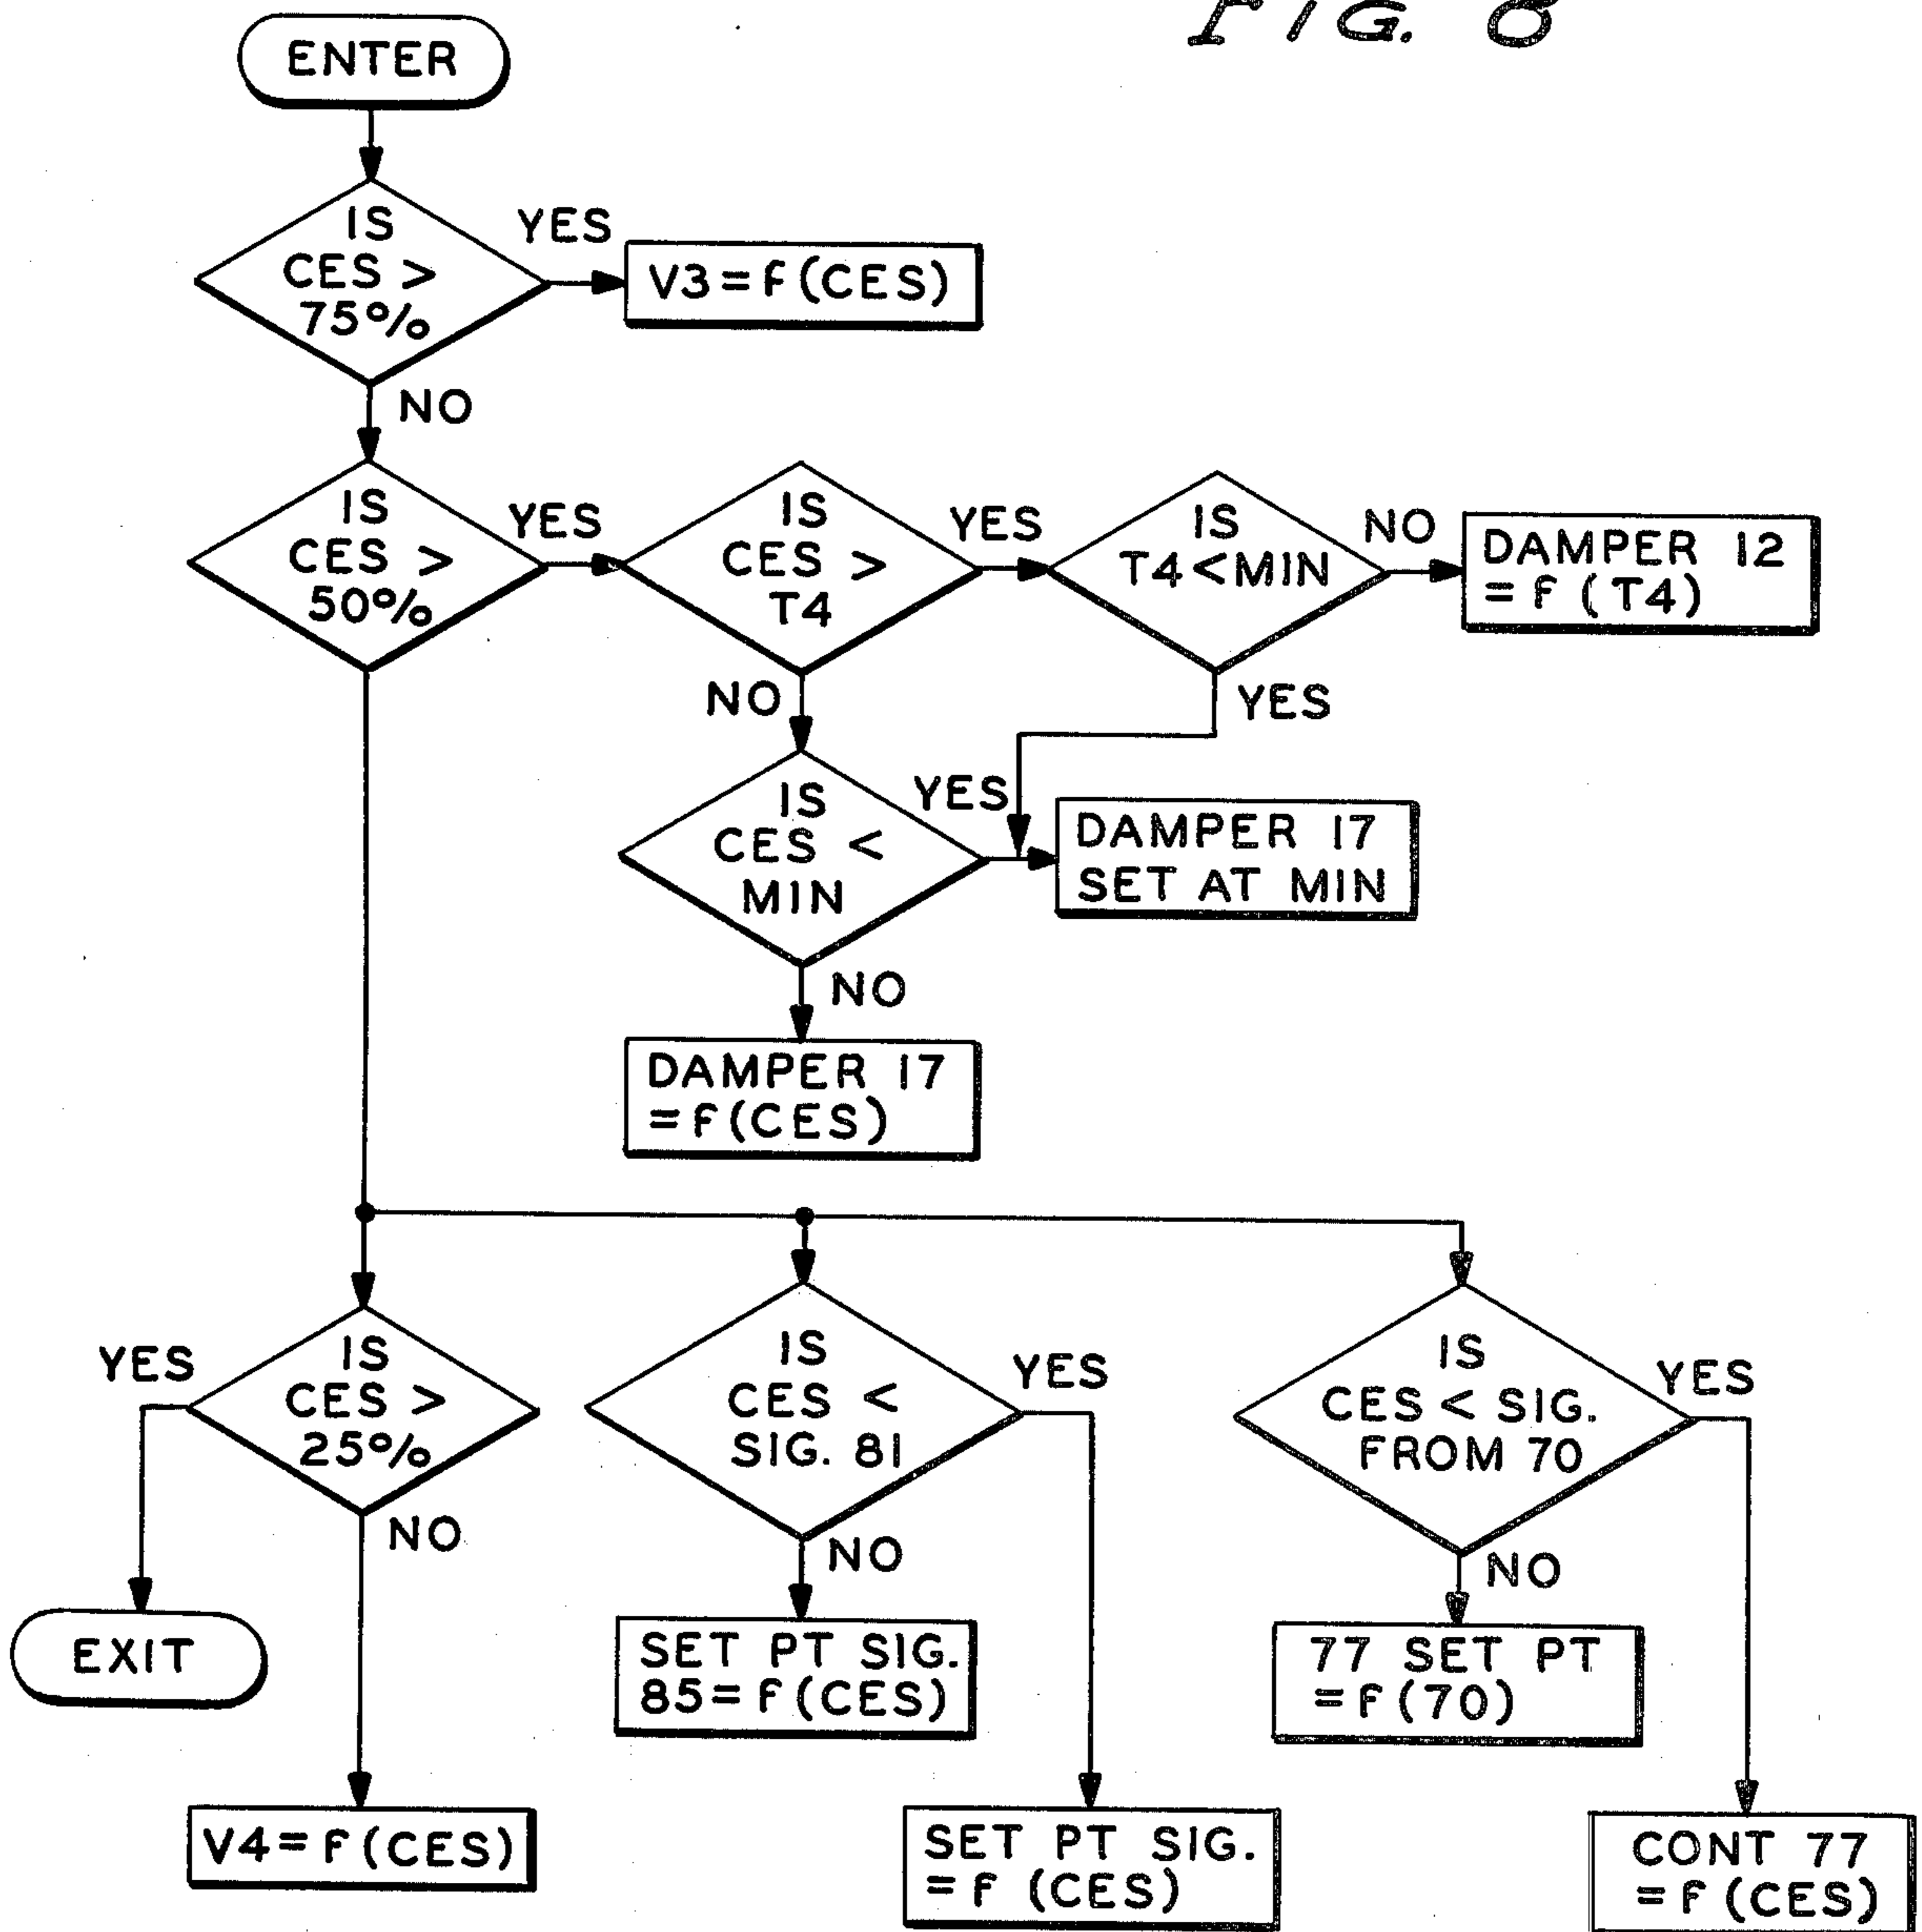 FIG. 8
ENTER
IS
CES >
75%
YES
V3=f(CES)
NO
IS
CES >
50%
YES
IS
CES >
T4
YES
IS
T4<MIN
NO
DAMPER 12
=f(T4)
NO
YES
IS
CES <
MIN
YES
DAMPER 17
SET AT MIN
NO
DAMPER 17
=f(CES)
IS
CES >
25%
YES
NO
IS
CES <
SIG. 81
YES
NO
IS
CES < SIG.
FROM 70
YES
NO
EXIT
SET PT SIG.
85=f(CES)
77 SET PT
=f(70)
V4=f(CES)
SET PT SIG.
=f (CES)
CONT 77
=f(CES)